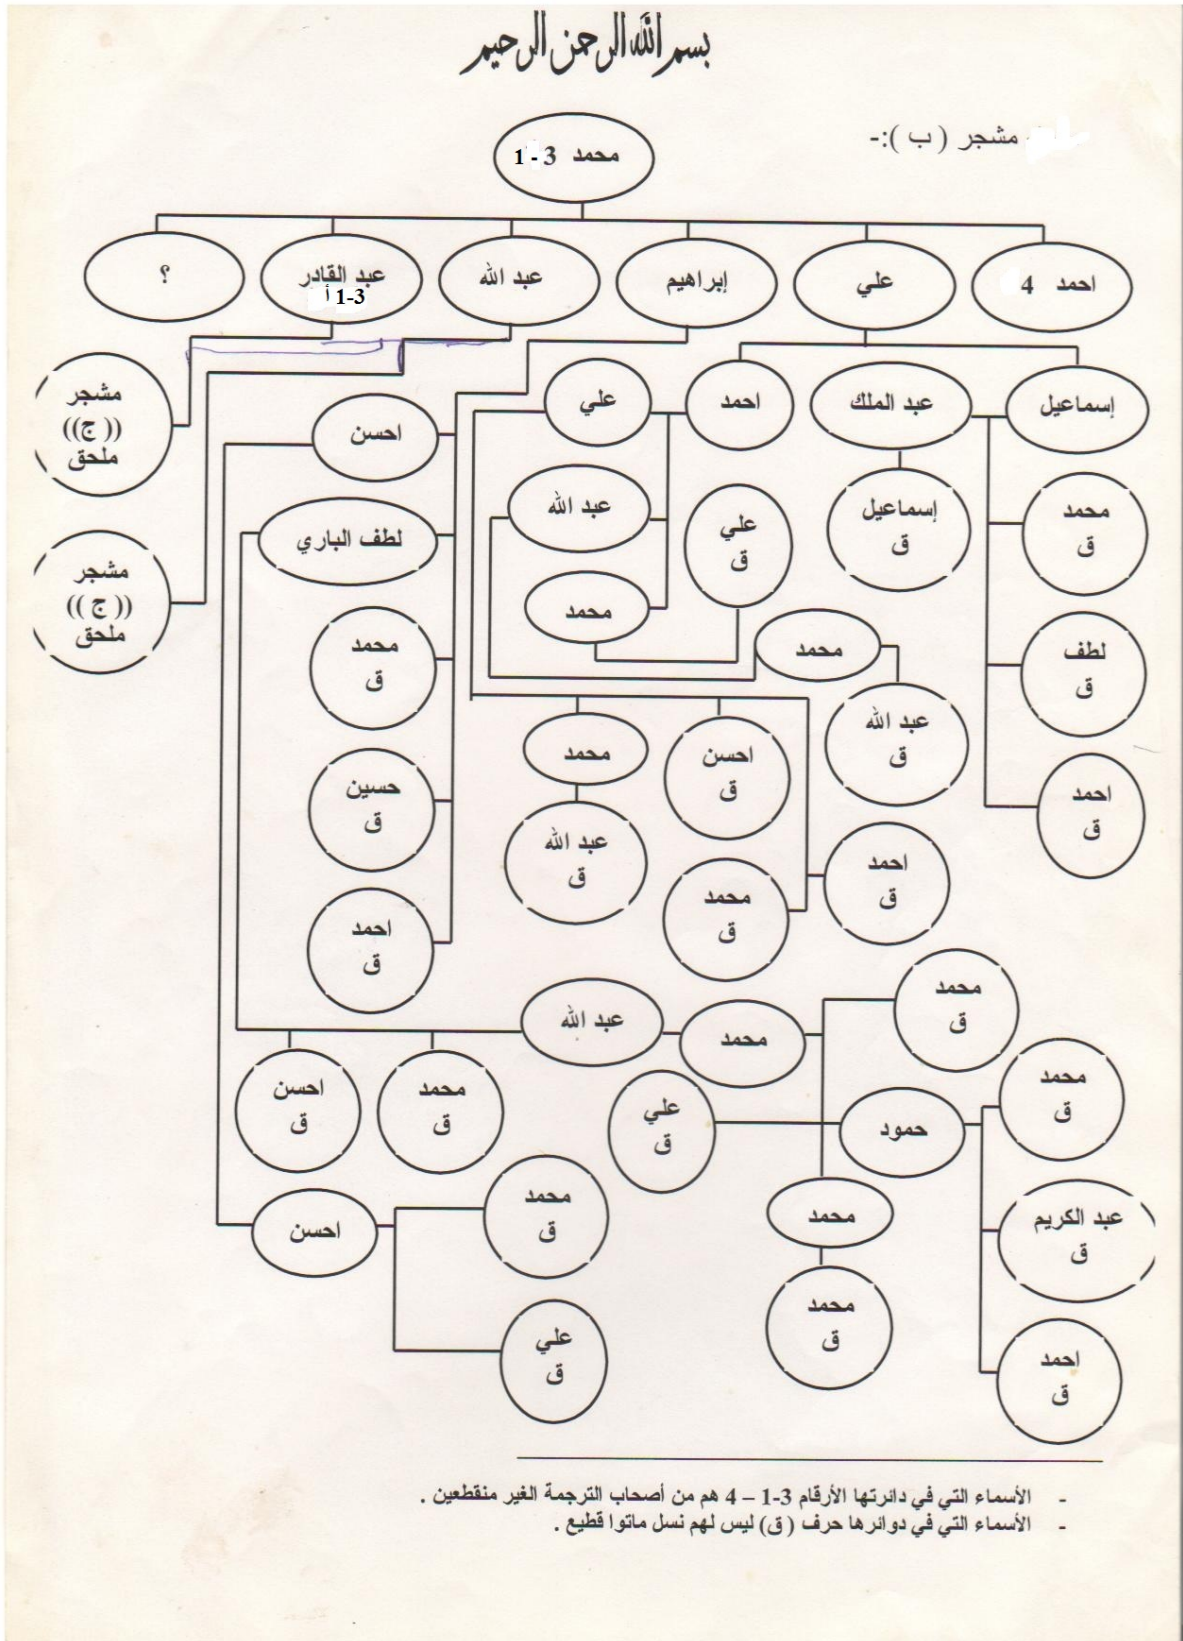 بسم الله الرحمن الرحيم
مشجر ( ب ):-
محمد 3 - 1
احمد 4
علي
إبراهيم
عبد الله
عبد القادر
1-3 أ
؟
إسماعيل
عبد الملك
احمد
علي
مشجر
(( ج))
ملحق
احسن
محمد
ق
إسماعيل
ق
علي
ق
عبد الله
لطف الباري
مشجر
(( ج ))
ملحق
لطف
ق
محمد
محمد
محمد
ق
احمد
ق
عبد الله
ق
احسن
ق
محمد
حسين
ق
احمد
ق
محمد
ق
عبد الله
ق
احمد
ق
محمد
ق
محمد
عبد الله
محمد
ق
حمود
علي
ق
محمد
ق
احسن
ق
عبد الكريم
ق
محمد
محمد
ق
احسن
احمد
ق
محمد
ق
علي
ق
- الأسماء التي في دائرتها الأرقام 3-1 – 4 هم من أصحاب الترجمة الغير منقطعين .
- الأسماء التي في دوائرها حرف ( ق) ليس لهم نسل ماتوا قطيع .